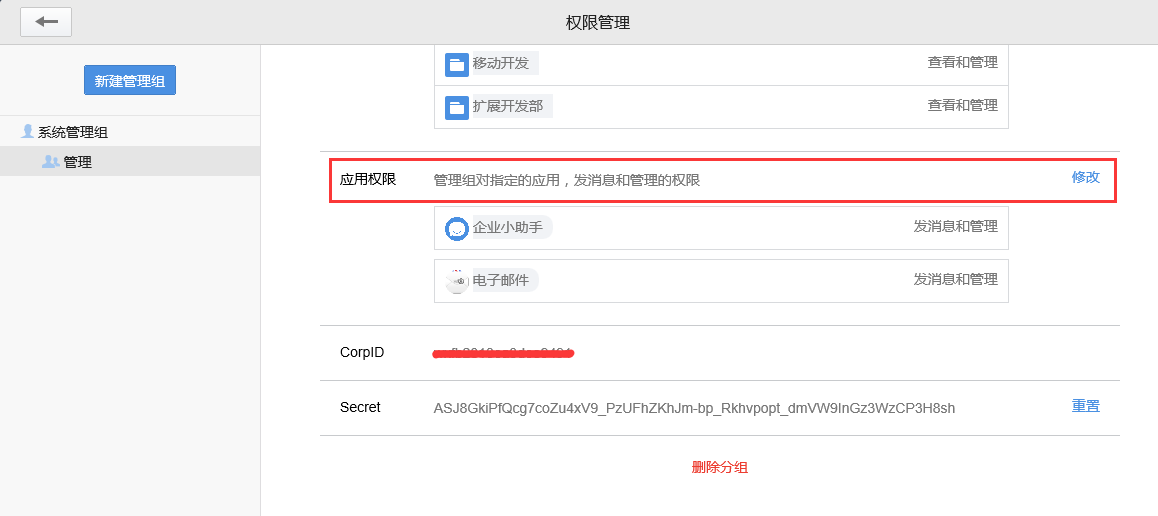 权限管理
新建管理组
系统管理组
管理
移动开发 查看和管理
扩展开发部 查看和管理
应用权限 管理组对指定的应用，发消息和管理的权限 修改
企业小助手 发消息和管理
电子邮件 发消息和管理
CorpID
Secret ASJ8GkiPfQcg7coZu4xV9_PzUFhZKhJm-bp_Rkhvpopt_dmVW9InGz3WzCP3H8sh 重置
删除分组